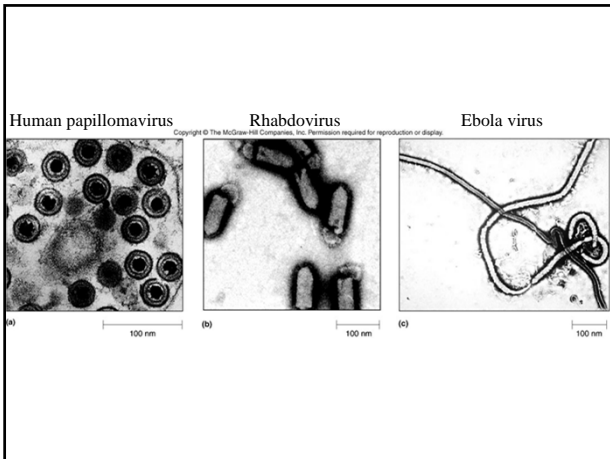 Human papillomavirus
Rhabdovirus
Ebola virus
Copyright © The McGraw-Hill Companies, Inc. Permission required for reproduction or display.
(a)
100 nm
(b)
100 nm
(c)
100 nm